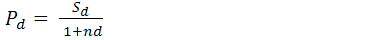 P_d = S_d / 1+nd